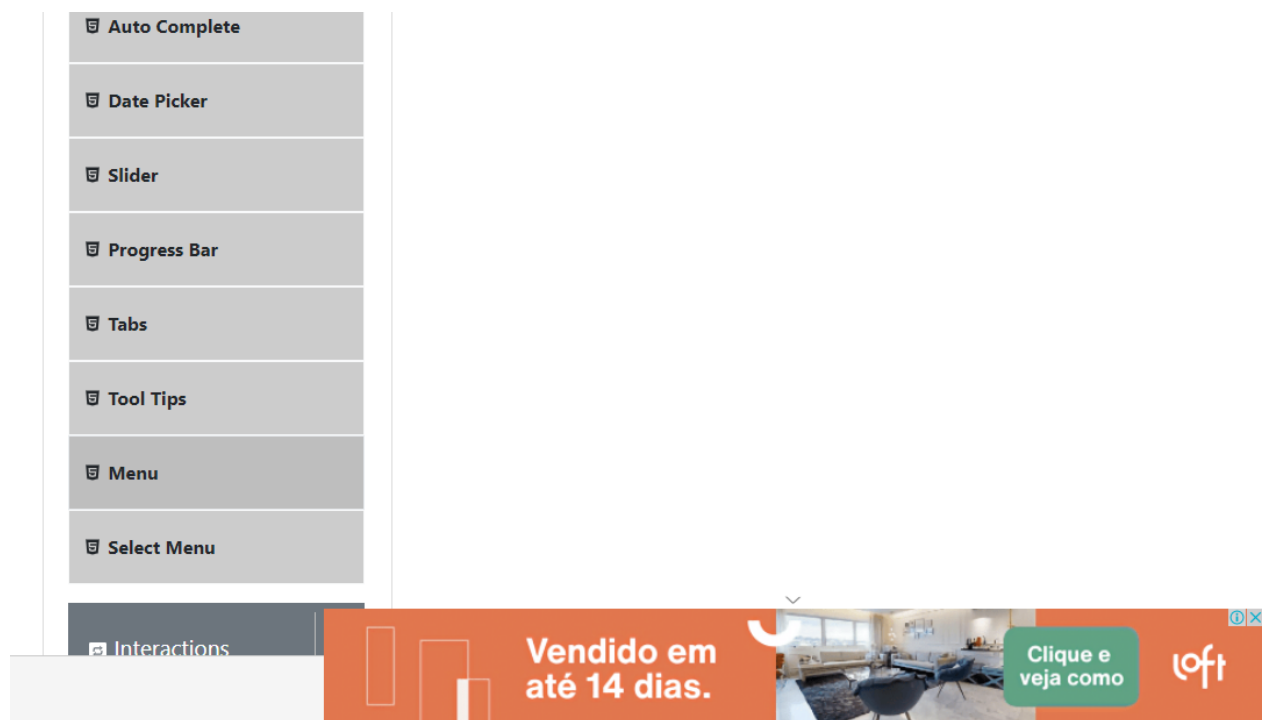 Auto Complete
Date Picker
Slider
Progress Bar
Tabs
Tool Tips
Menu
Select Menu
Interactions
Vendido em
até 14 dias.
Clique e
veja como
loft